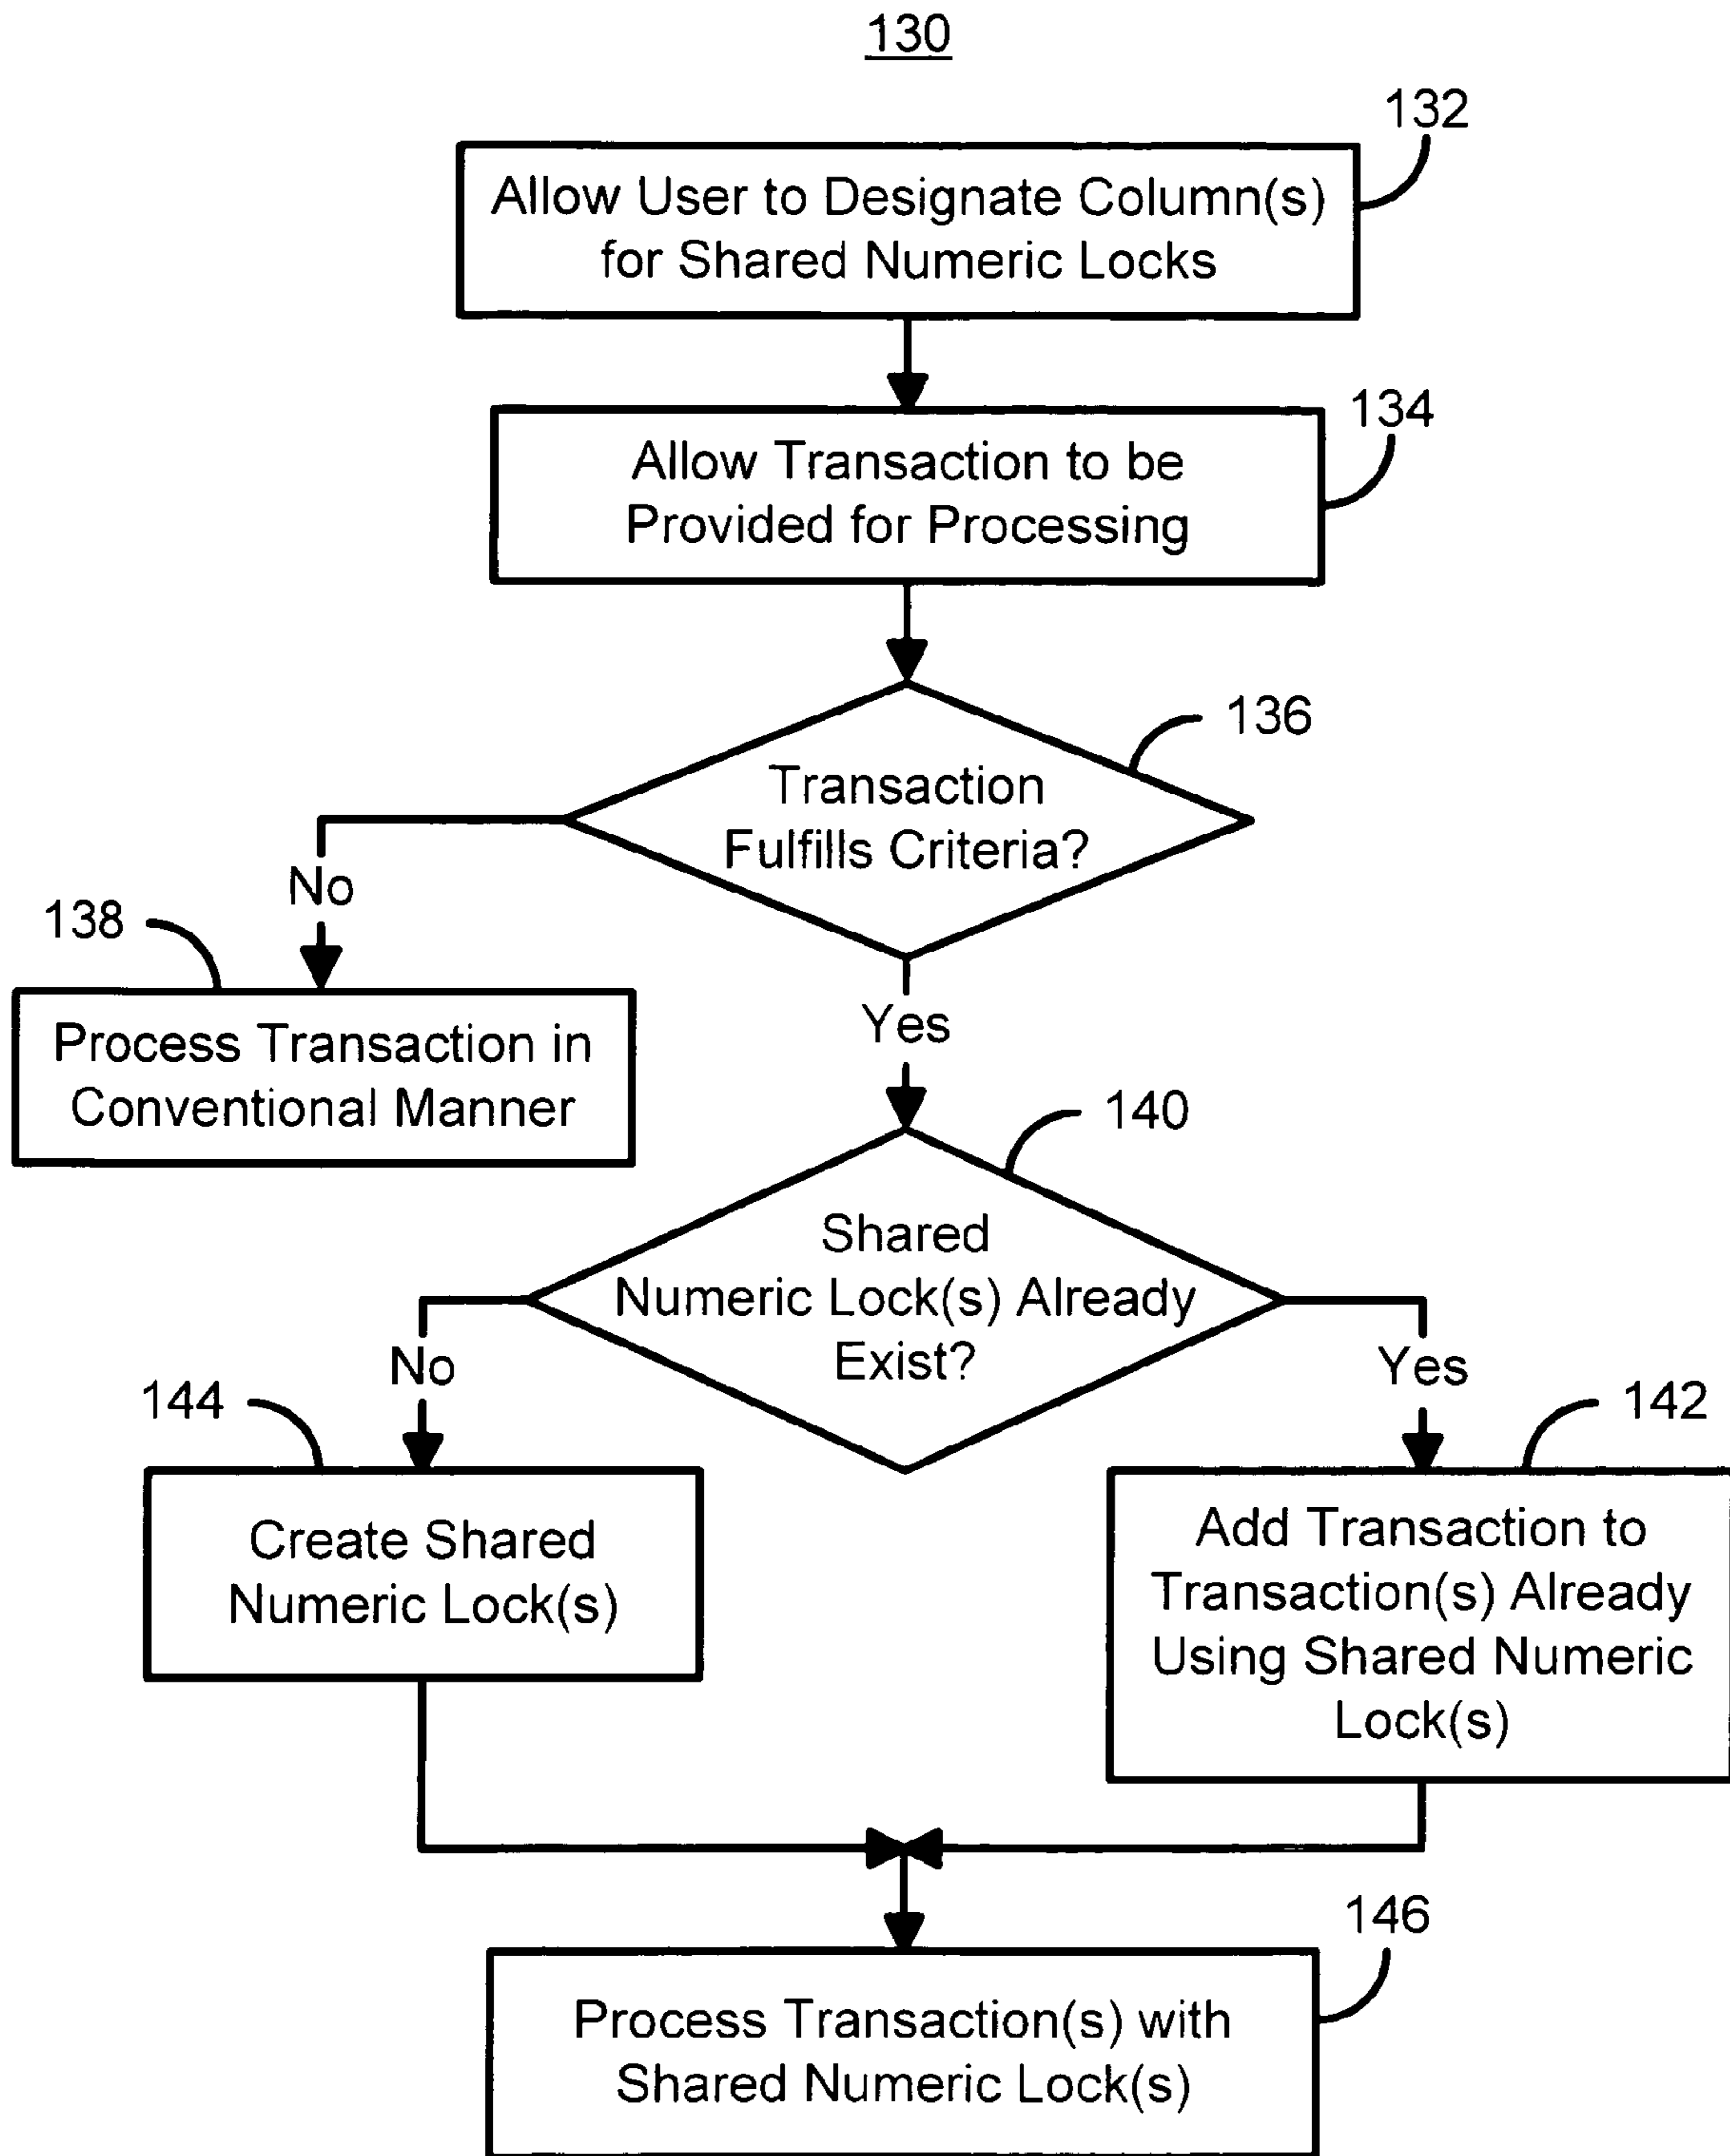 130
132
Allow User to Designate Column(s)
for Shared Numeric Locks
134
Allow Transaction to be
Provided for Processing
136
Transaction
Fulfills Criteria?
No
138
Process Transaction in
Conventional Manner
Yes
140
Shared
Numeric Lock(s) Already
Exist?
No
Yes
144
142
Create Shared
Numeric Lock(s)
Add Transaction to
Transaction(s) Already
Using Shared Numeric
Lock(s)
146
Process Transaction(s) with
Shared Numeric Lock(s)